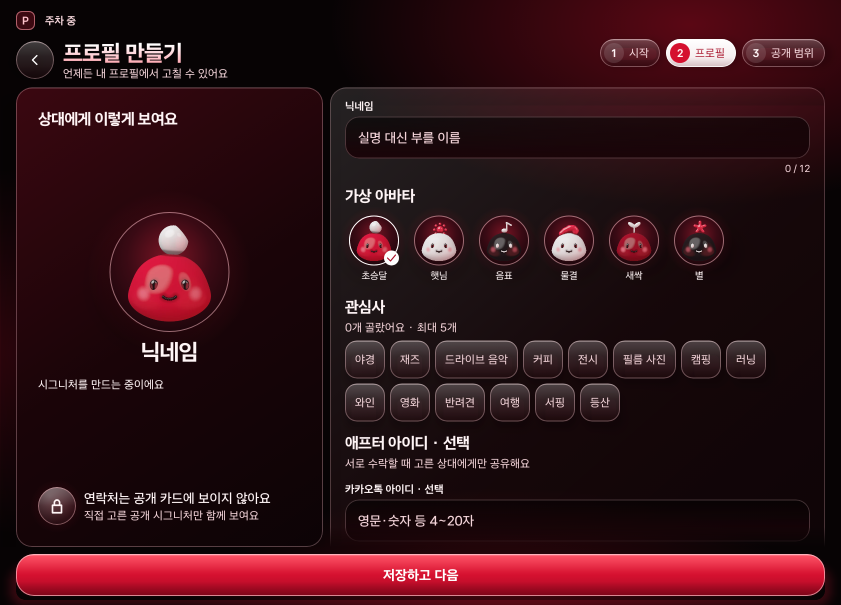 P 주차 중
프로필 만들기
언제든 내 프로필에서 고칠 수 있어요
1 시작
2 프로필
3 공개 범위
상대에게 이렇게 보여요
닉네임
시그니처를 만드는 중이에요
연락처는 공개 카드에 보이지 않아요
직접 고른 공개 시그니처만 함께 보여요
닉네임
실명 대신 부를 이름
0 / 12
가상 아바타
초승달 햇님 음표 물결 새싹 별
관심사
0개 골랐어요 · 최대 5개
야경 재즈 드라이브 음악 커피 전시 필름 사진 캠핑 러닝
와인 영화 반려견 여행 서핑 등산
애프터 아이디 · 선택
서로 수락할 때 고른 상대에게만 공유해요
카카오톡 아이디 · 선택
영문·숫자 등 4~20자
저장하고 다음